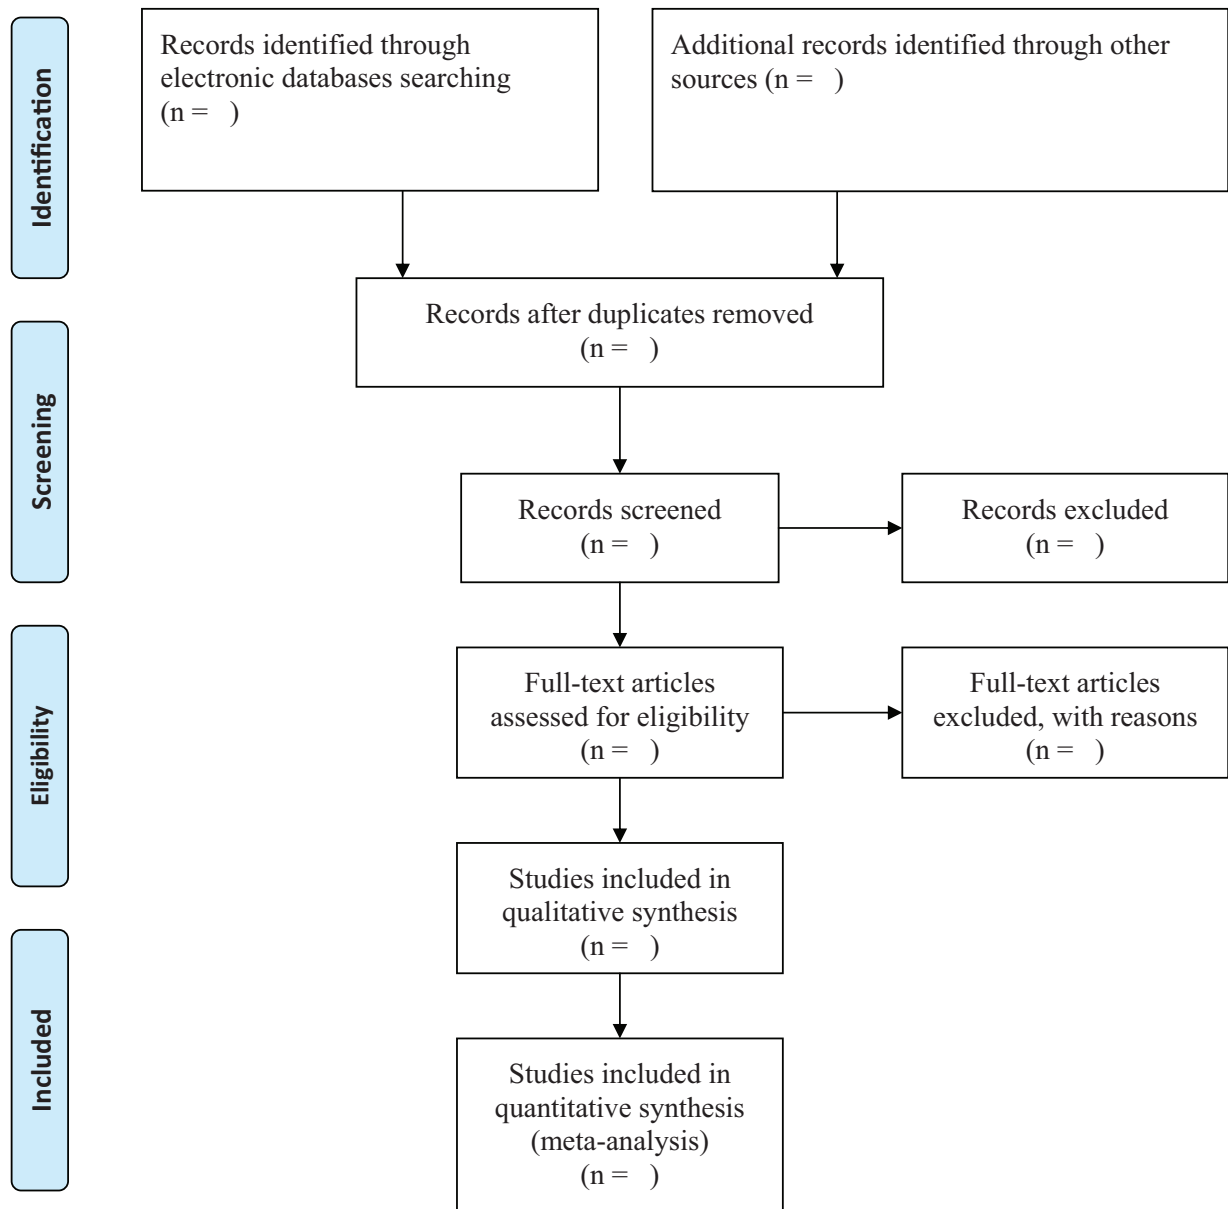 Identification
Records identified through
electronic databases searching
(n =   )
Additional records identified through other
sources (n =   )
Records after duplicates removed
(n =   )
Screening
Records screened
(n =   )
Records excluded
(n =   )
Eligibility
Full-text articles
assessed for eligibility
(n =   )
Full-text articles
excluded, with reasons
(n =   )
Studies included in
qualitative synthesis
(n =   )
Included
Studies included in
quantitative synthesis
(meta-analysis)
(n =   )